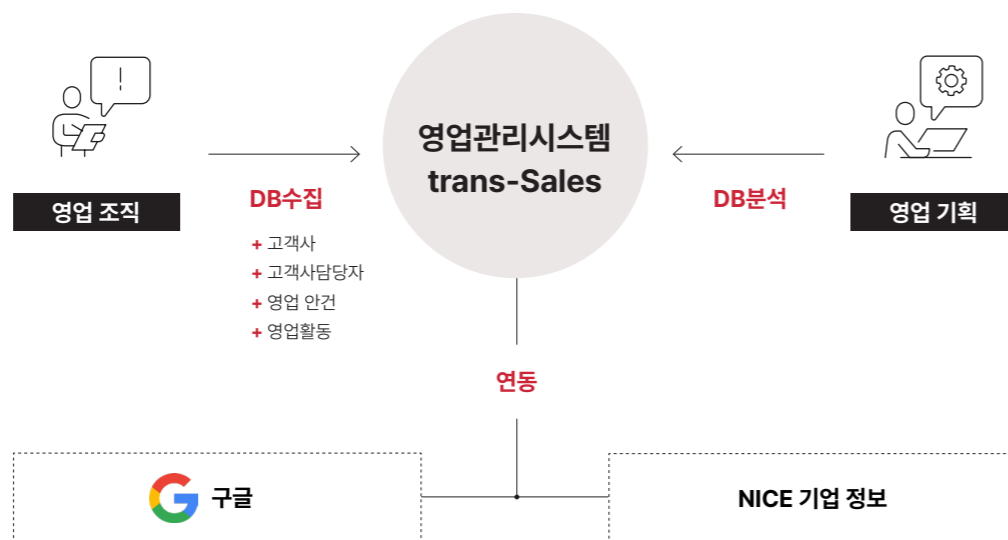 영업관리시스템
trans-Sales
영업 조직
DB수집
+ 고객사
+ 고객사담당자
+ 영업 안건
+ 영업활동
DB분석
영업 기획
연동
구글
NICE 기업 정보